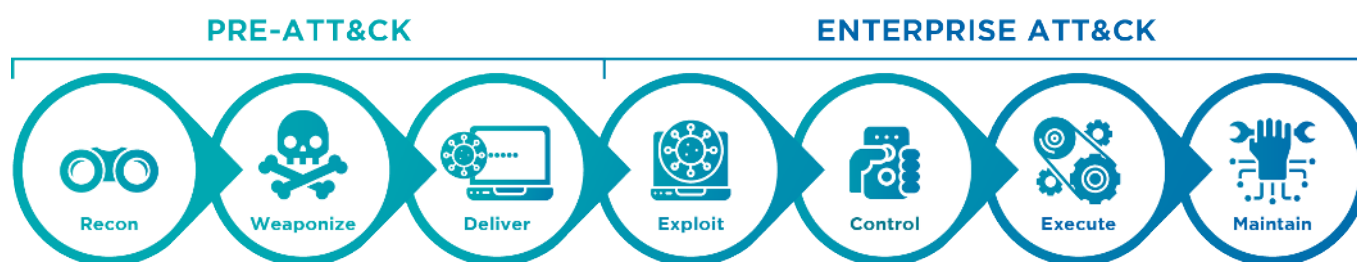 PRE-ATT&CK
ENTERPRISE ATT&CK
Recon
Weaponize
Deliver
Exploit
Control
Execute
Maintain